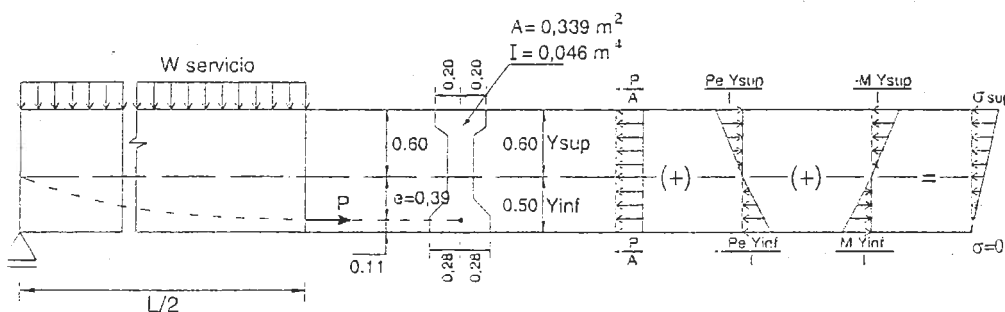 A= 0,339 m²
I = 0,046 m⁴
W servicio
0,20
0,20
-P/A
Pe Ysup/I
-M Ysup/I
σ sup
0.60
0.60
Ysup
(+)
(+)
=
P
e=0,39
0.50
Yinf
0.11
0,28
0,28
-P/A
Pe Yinf/I
M Yinf/I
σ=0
L/2